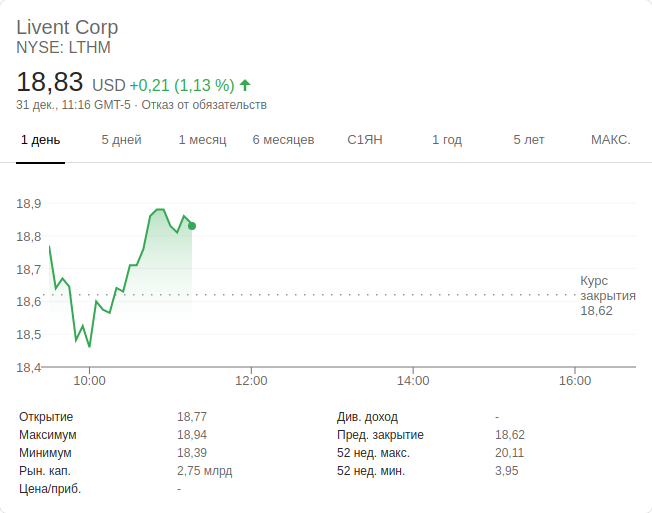 Livent Corp
NYSE: LTHM
18,83 USD +0,21 (1,13 %)
31 дек., 11:16 GMT-5 · Отказ от обязательств
1 день 5 дней 1 месяц 6 месяцев С1ЯН 1 год 5 лет МАКС.
18,9
18,8
18,7
18,6
18,5
18,4
Курс
закрытия
18,62
10:00 12:00 14:00 16:00
Открытие 18,77 Див. доход -
Максимум 18,94 Пред. закрытие 18,62
Минимум 18,39 52 нед. макс. 20,11
Рын. кап. 2,75 млрд 52 нед. мин. 3,95
Цена/приб. -